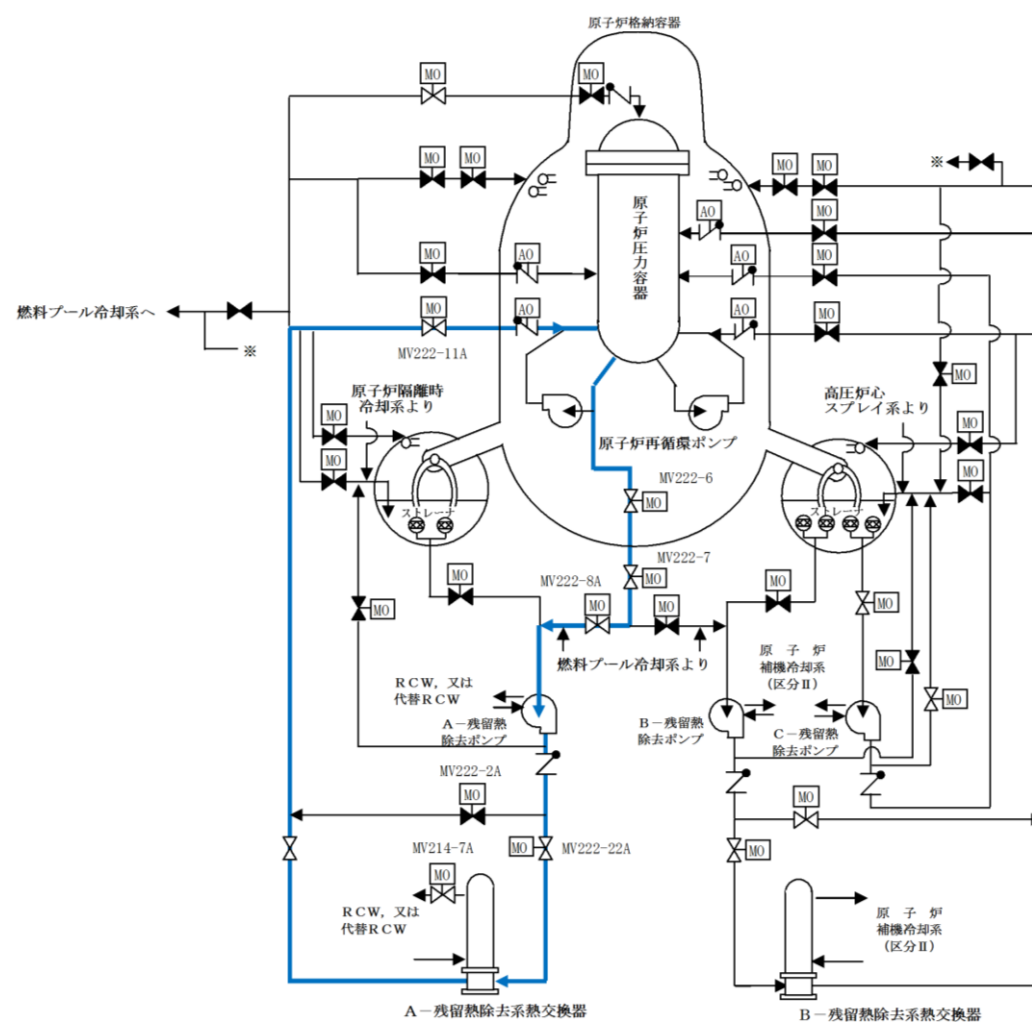 原子炉格納容器
MO
MO
MO
MO
MO
MO
※
原子炉圧力容器
AO
MO
MO
AO
AO
MO
燃料プール冷却系へ
MO
AO
AO
MO
※
MV222-11A
MO
原子炉隔離時
冷却系より
高圧炉心
スプレイ系より
MO
MO
原子炉再循環ポンプ
MO
MO
MV222-6
MO
ストレーナ
ストレーナ
MV222-7
MO
MO
MV222-8A
MO
MO
MO
MO
MO
燃料プール冷却系より
原 子 炉
補機冷却系
(区分Ⅱ)
MO
MO
RCW, 又は
代替RCW
A-残留熱
除去ポンプ
B-残留熱
除去ポンプ
C-残留熱
除去ポンプ
MV222-2A
MO
MO
MV214-7A
MO
MV222-22A
MO
MO
RCW, 又は
代替RCW
原 子 炉
補機冷却系
(区分Ⅱ)
A-残留熱除去系熱交換器
B-残留熱除去系熱交換器